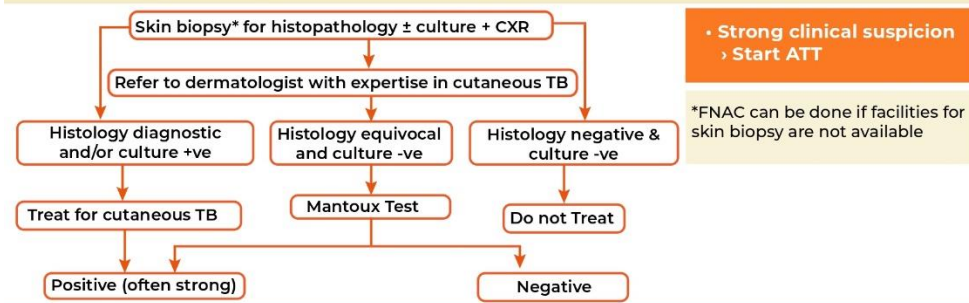 Skin biopsy* for histopathology ± culture + CXR
Refer to dermatologist with expertise in cutaneous TB
Histology diagnostic
and/or culture +ve
Histology equivocal
and culture -ve
Histology negative &
culture -ve
Treat for cutaneous TB
Mantoux Test
Do not Treat
Positive (often strong)
Negative
• Strong clinical suspicion
› Start ATT
*FNAC can be done if facilities for
skin biopsy are not available